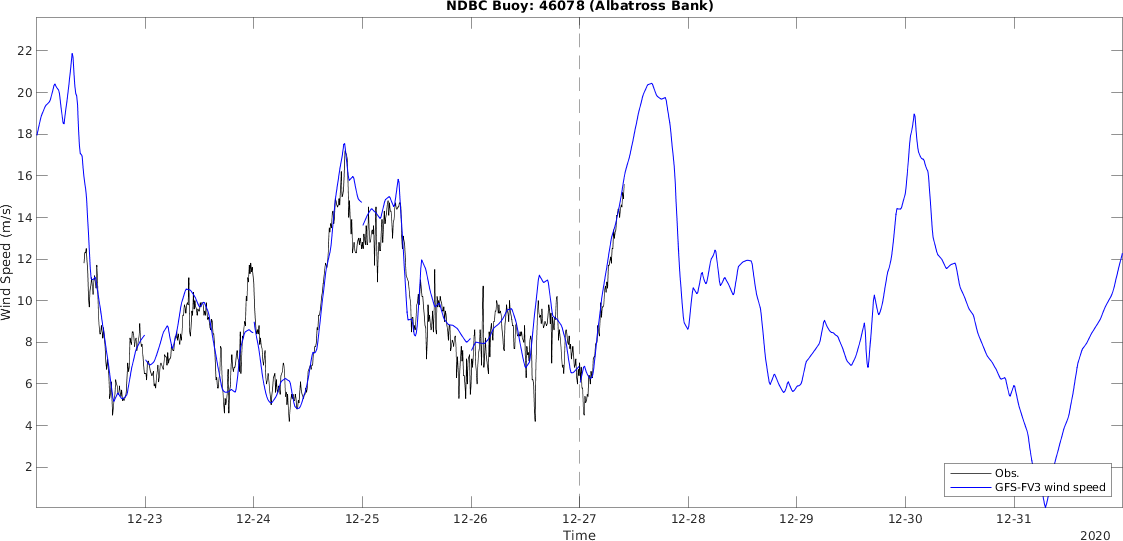 NDBC Buoy: 46078 (Albatross Bank)
22
20
18
16
14
12
10
8
6
4
2
Wind Speed (m/s)
Obs.
GFS-FV3 wind speed
12-23 12-24 12-25 12-26 12-27 12-28 12-29 12-30 12-31
Time
2020